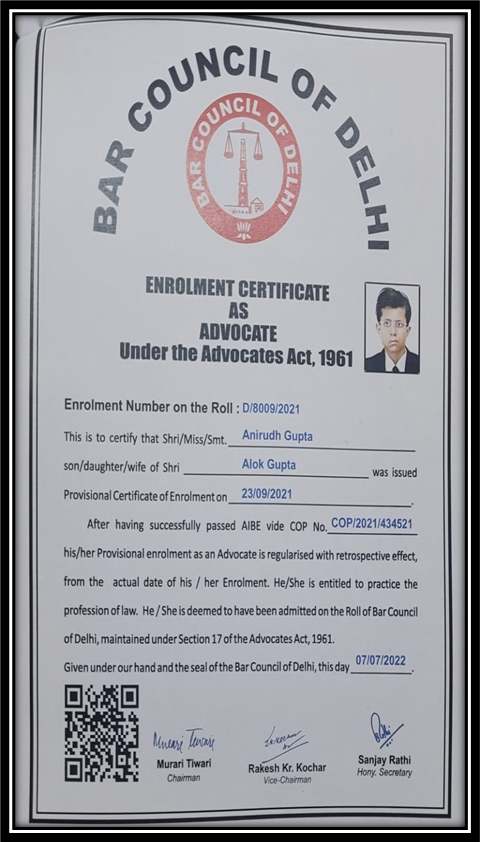 BAR COUNCIL OF DELHI
BAR COUNCIL OF DELHI
ENROLMENT CERTIFICATE
AS
ADVOCATE
Under the Advocates Act, 1961
Enrolment Number on the Roll : D/8009/2021
This is to certify that Shri/Miss/Smt. Anirudh Gupta
son/daughter/wife of Shri Alok Gupta was issued
Provisional Certificate of Enrolment on 23/09/2021.
After having successfully passed AIBE vide COP No. COP/2021/434521
his/her Provisional enrolment as an Advocate is regularised with retrospective effect,
from the actual date of his / her Enrolment. He/She is entitled to practice the
profession of law. He / She is deemed to have been admitted on the Roll of Bar Council
of Delhi, maintained under Section 17 of the Advocates Act, 1961.
Given under our hand and the seal of the Bar Council of Delhi, this day 07/07/2022.
Murari Tiwari
Murari Tiwari
Chairman
Rakesh Kr. Kochar
Vice-Chairman
Sanjay Rathi
Hony. Secretary